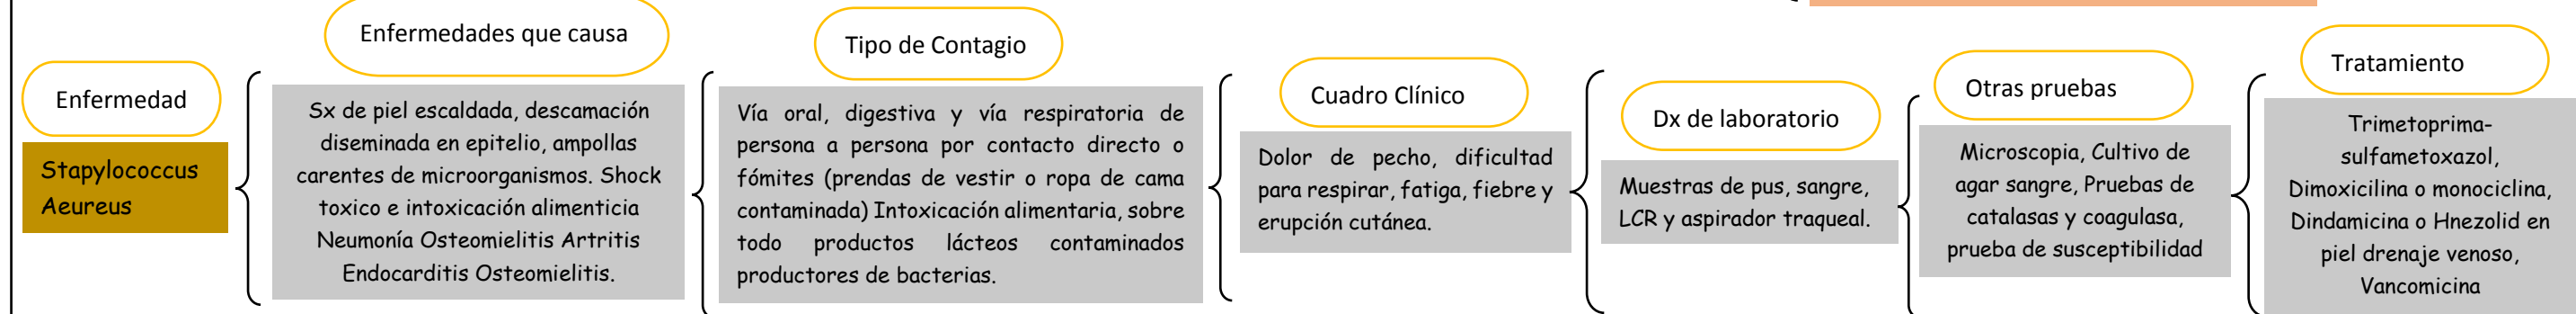 Enfermedad
Stapylococcus
Aeureus
Enfermedades que causa
Sx de piel escaldada, descamación
diseminada en epitelio, ampollas
carentes de microorganismos. Shock
toxico e intoxicación alimenticia
Neumonía Osteomielitis Artritis
Endocarditis Osteomielitis.
Tipo de Contagio
Vía oral, digestiva y vía respiratoria de
persona a persona por contacto directo o
fómites (prendas de vestir o ropa de cama
contaminada) Intoxicación alimentaria, sobre
todo productos lácteos contaminados
productores de bacterias.
Cuadro Clínico
Dolor de pecho, dificultad
para respirar, fatiga, fiebre y
erupción cutánea.
Dx de laboratorio
Muestras de pus, sangre,
LCR y aspirador traqueal.
Otras pruebas
Microscopia, Cultivo de
agar sangre, Pruebas de
catalasas y coagulasa,
prueba de susceptibilidad
Tratamiento
Trimetoprima-
sulfametoxazol,
Dimoxicilina o monociclina,
Dindamicina o Hnezolid en
piel drenaje venoso,
Vancomicina